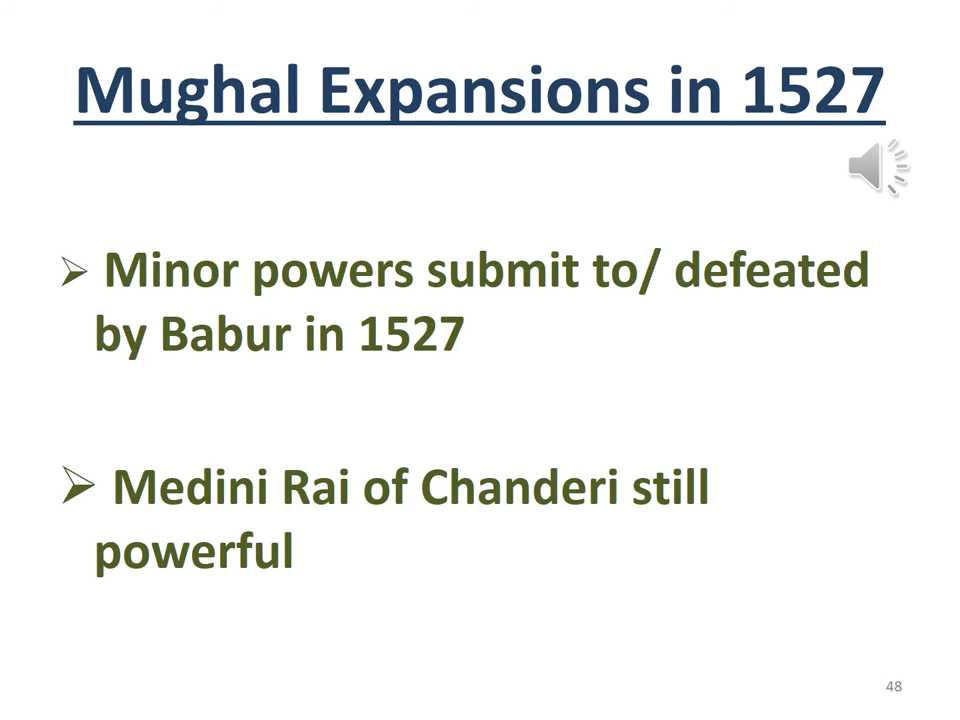 Mughal Expansions in 1527
➢ Minor powers submit to/ defeated
by Babur in 1527
➢ Medini Rai of Chanderi still
powerful
48